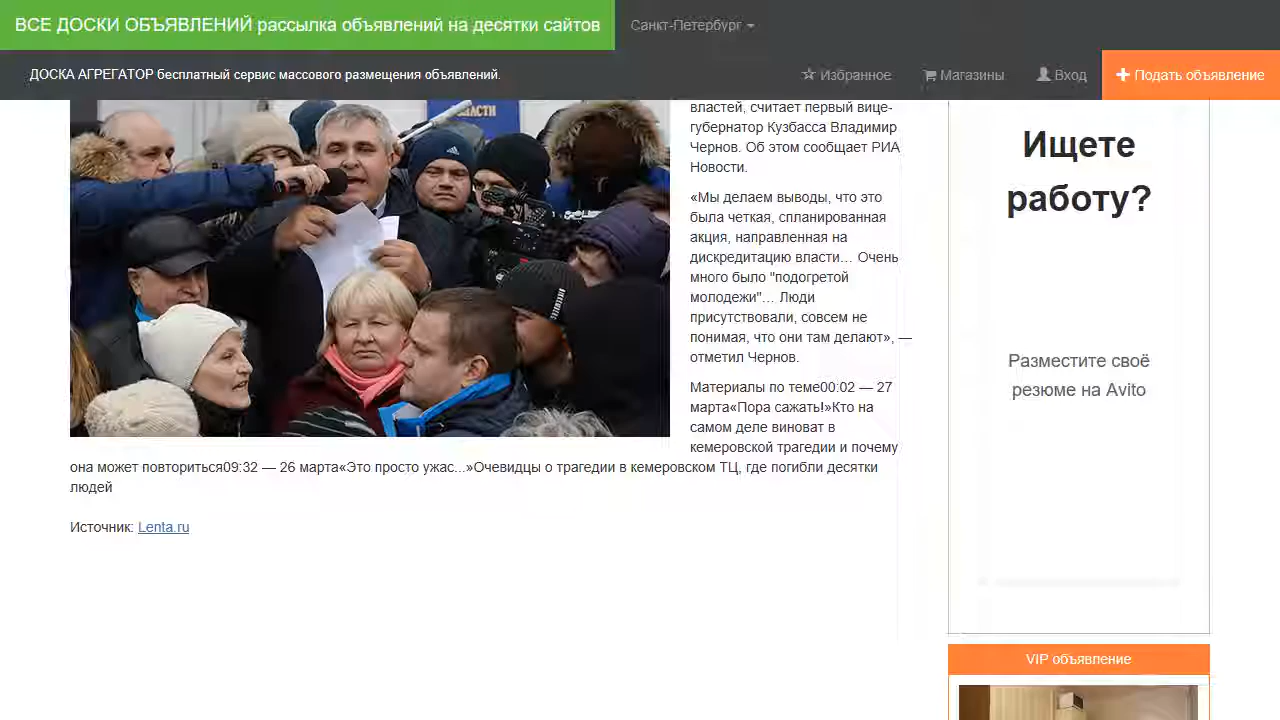 ВСЕ ДОСКИ ОБЪЯВЛЕНИЙ рассылка объявлений на десятки сайтов
Санкт-Петербург
ДОСКА АГРЕГАТОР бесплатный сервис массового размещения объявлений.
Избранное
Магазины
Вход
Подать объявление
властей, считает первый вице-
губернатор Кузбасса Владимир
Чернов. Об этом сообщает РИА
Новости.
«Мы делаем выводы, что это
была четкая, спланированная
акция, направленная на
дискредитацию власти… Очень
много было "подогретой
молодежи"… Люди
присутствовали, совсем не
понимая, что они там делают», —
отметил Чернов.
Материалы по теме00:02 — 27
марта«Пора сажать!»Кто на
самом деле виноват в
кемеровской трагедии и почему
она может повториться09:32 — 26 марта«Это просто ужас...»Очевидцы о трагедии в кемеровском ТЦ, где погибли десятки
людей
Источник: Lenta.ru
Ищете
работу?
Разместите своё
резюме на Avito
VIP объявление